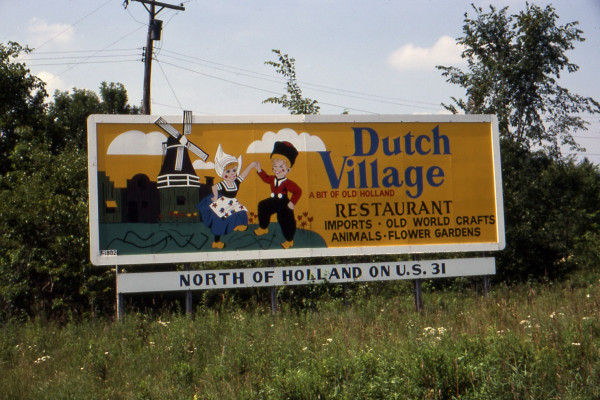 Dutch
Village
A BIT OF OLD HOLLAND
RESTAURANT
IMPORTS · OLD WORLD CRAFTS
ANIMALS · FLOWER GARDENS
NORTH OF HOLLAND ON U.S. 31